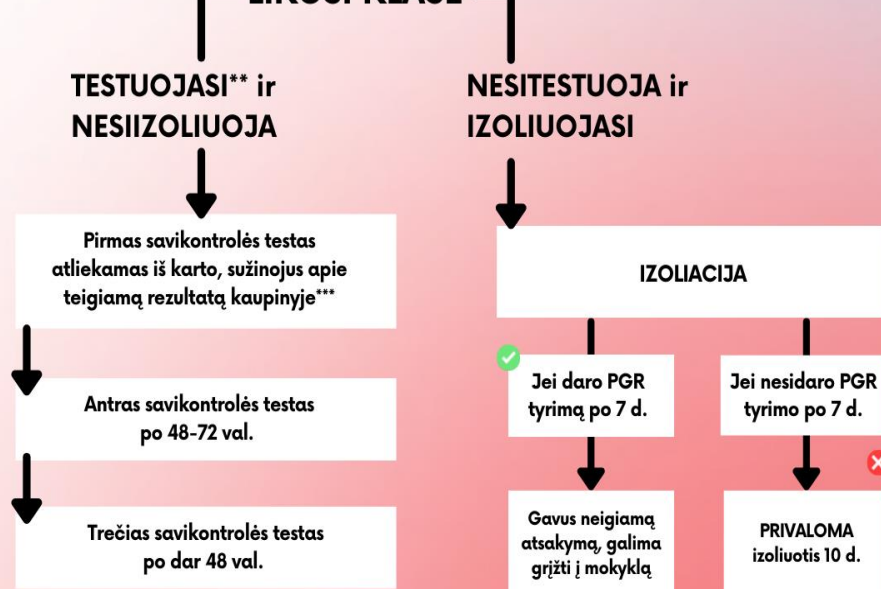 TESTUOJASI** ir
NESIIZOLIUOJA
Pirmas savikontrolės testas
atliekamas iš karto, sužinojus apie
teigiamą rezultatą kaupinyje***
Antras savikontrolės testas
po 48-72 val.
Trečias savikontrolės testas
po dar 48 val.
NESITESTUOJA ir
IZOLIUOJASI
IZOLIACIJA
Jei daro PGR
tyrimą po 7 d.
Gavus neigiamą
atsakymą, galima
grįžti į mokyklą
Jei nesidaro PGR
tyrimo po 7 d.
PRIVALOMA
izoliuotis 10 d.